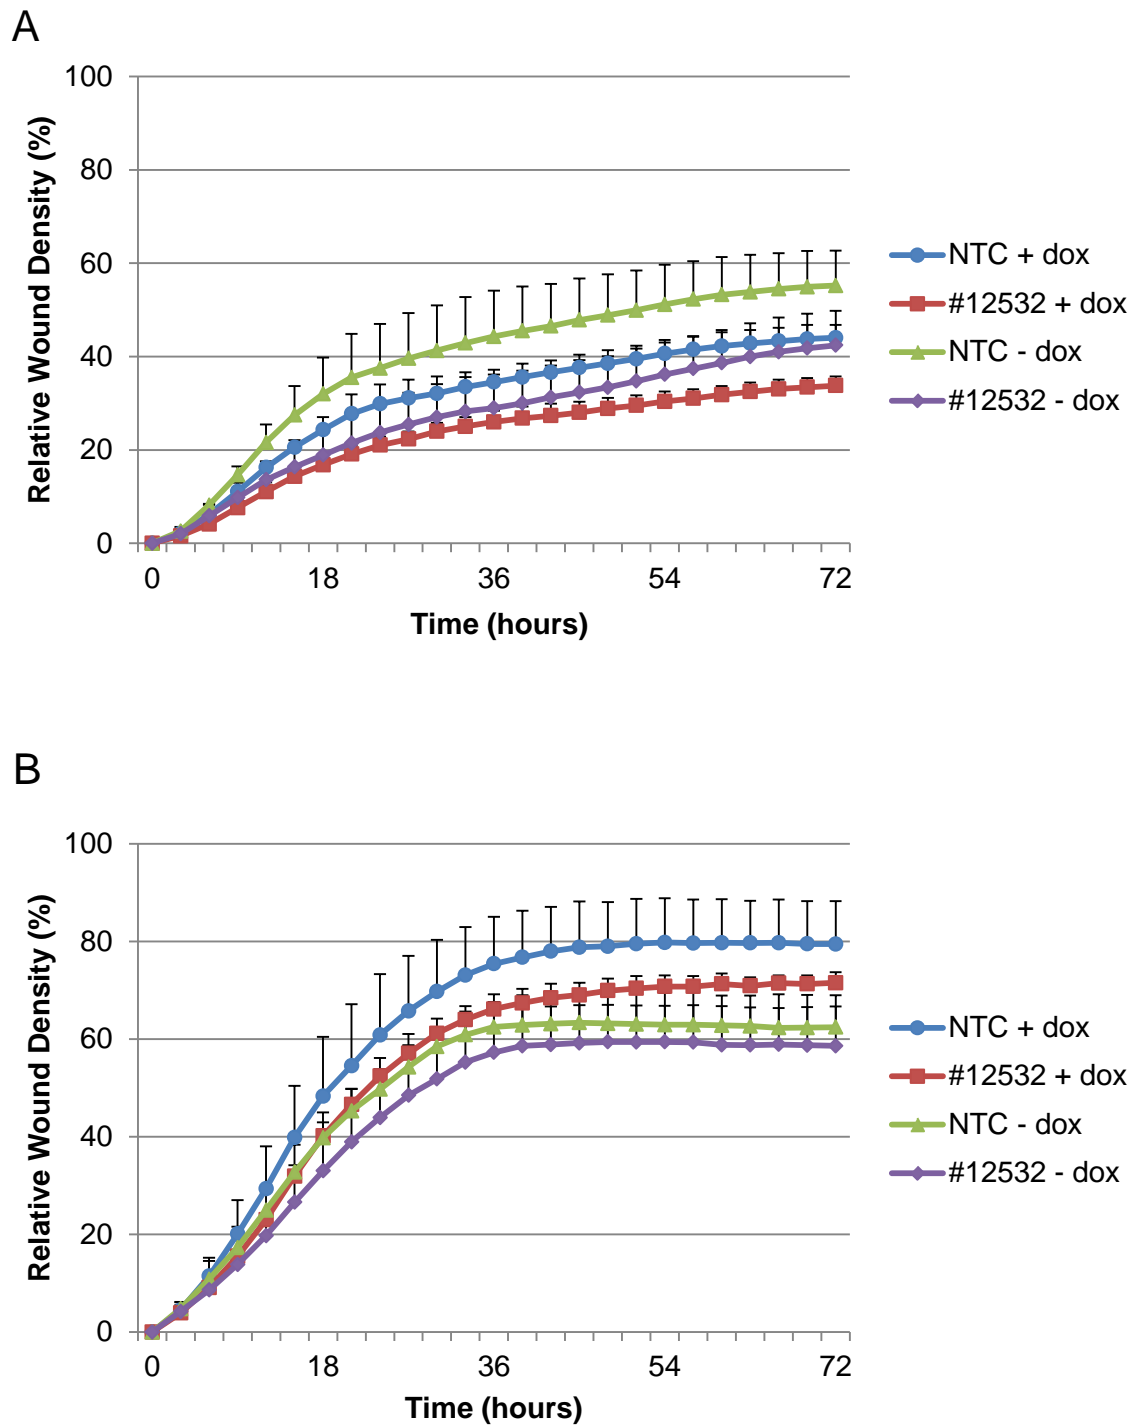 A
100
80
60
40
20
0
Relative Wound Density (%)
0 18 36 54 72
Time (hours)
NTC + dox
#12532 + dox
NTC - dox
#12532 - dox
B
100
80
60
40
20
0
Relative Wound Density (%)
0 18 36 54 72
Time (hours)
NTC + dox
#12532 + dox
NTC - dox
#12532 - dox